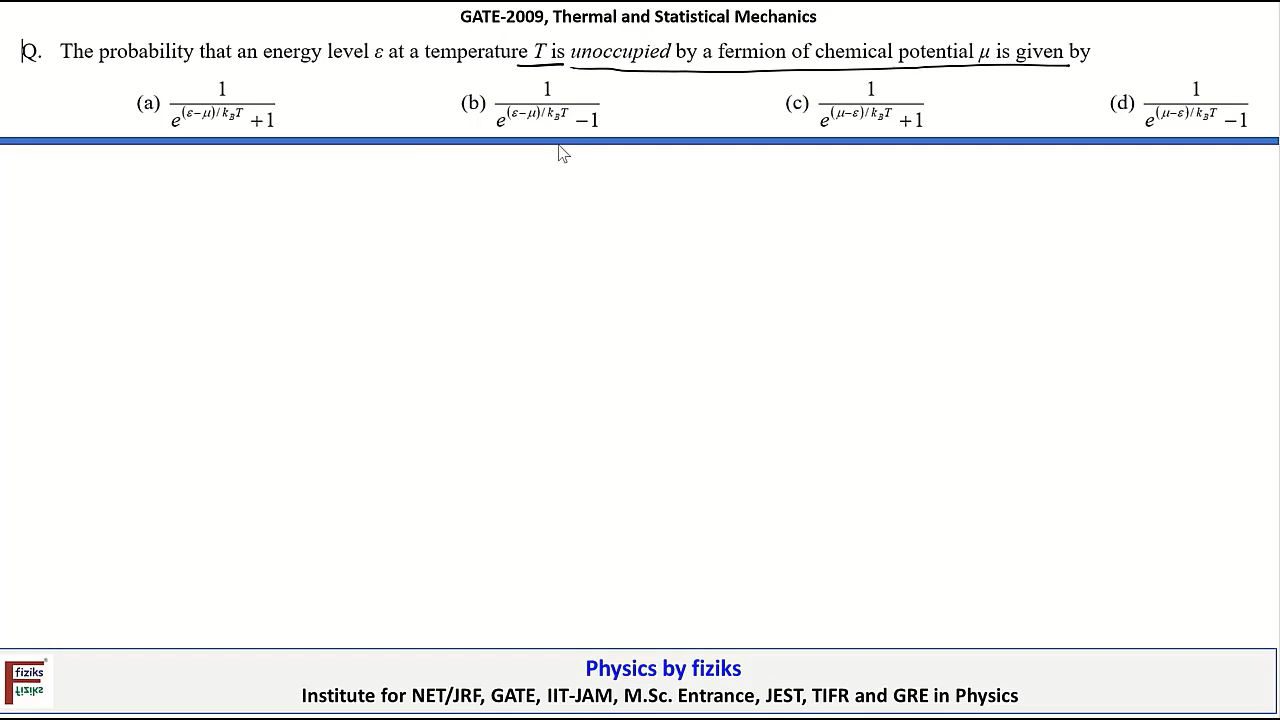 GATE-2009, Thermal and Statistical Mechanics
Q. The probability that an energy level ε at a temperature T is unoccupied by a fermion of chemical potential μ is given by
(a) 1 / e^{(ε−μ)/k_BT} + 1 (b) 1 / e^{(ε−μ)/k_BT} − 1 (c) 1 / e^{(μ−ε)/k_BT} + 1 (d) 1 / e^{(μ−ε)/k_BT} − 1
fiziks
fiziks
Physics by fiziks
Institute for NET/JRF, GATE, IIT-JAM, M.Sc. Entrance, JEST, TIFR and GRE in Physics